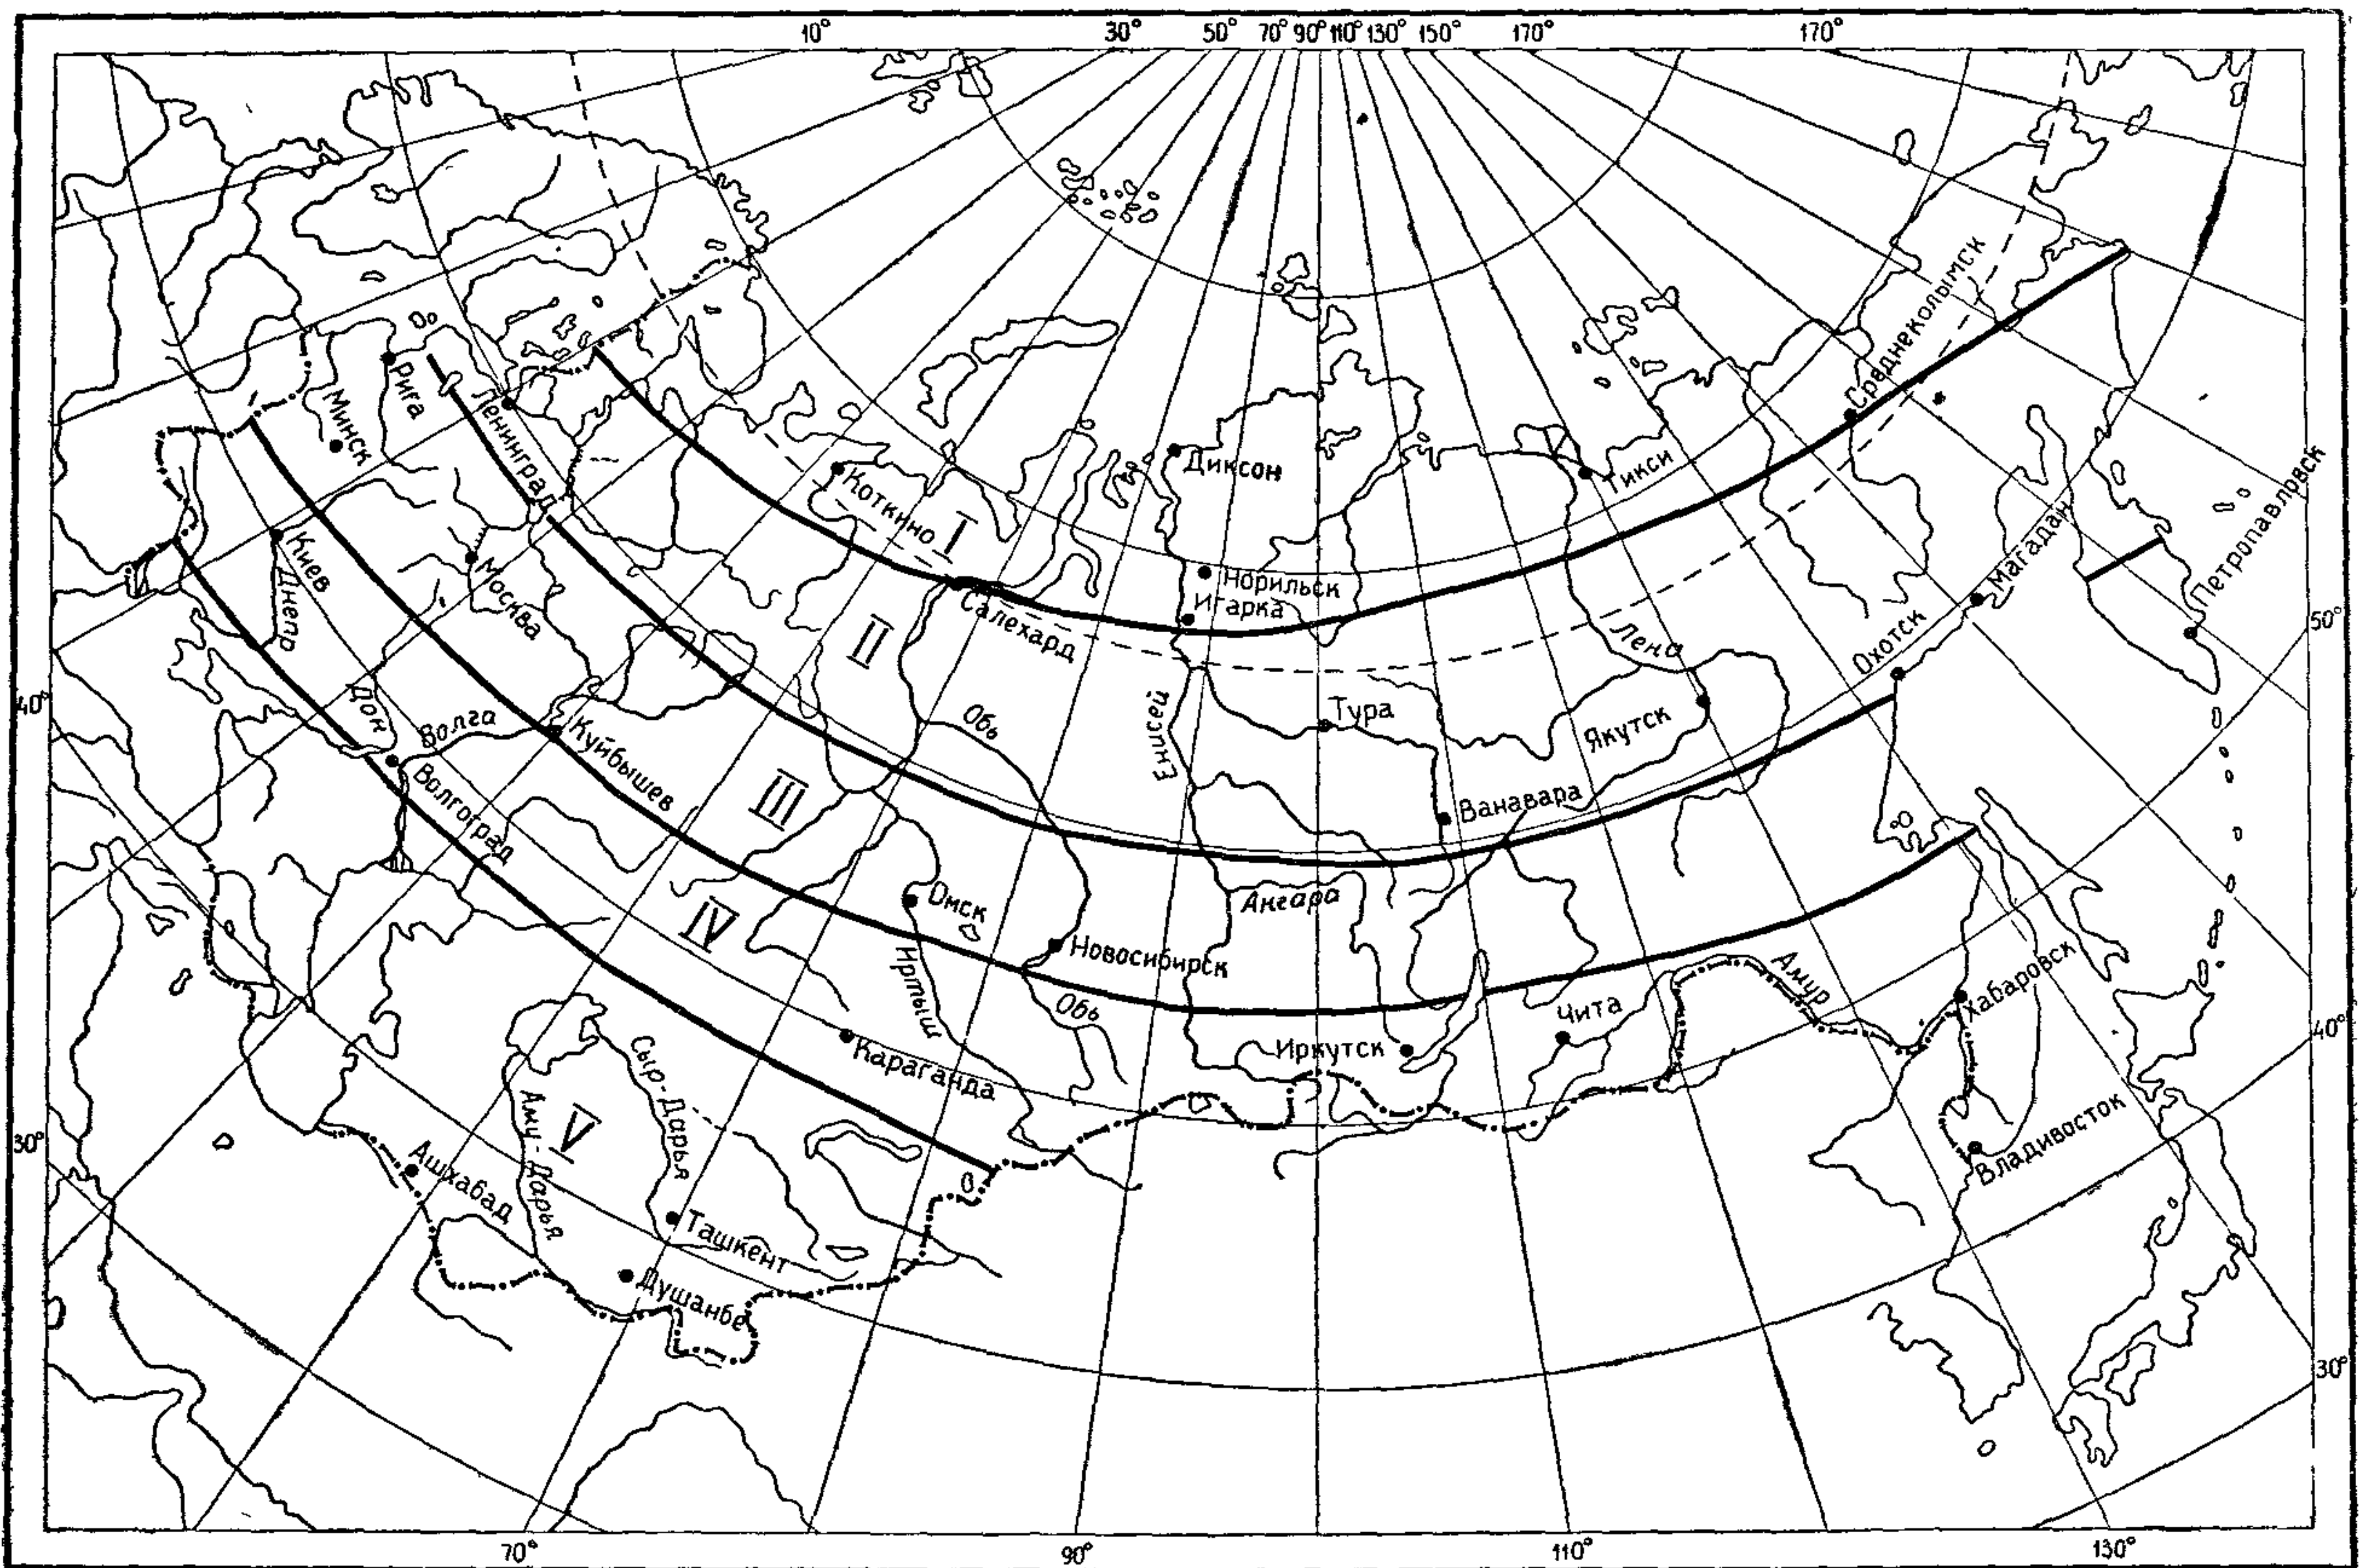 10° 30° 50° 70° 90° 110° 130° 150° 170° 170°
Среднеколымск
Рига
Минск
Ленинград
Диксон
Тикси
Коткино
I
Петропавловск
Магадан
Киев
Днепр
Москва
Норильск
Игарка
Салехард
50°
II
Лена
Охотск
40°
Дон
Волга
Куйбышев
Обь
Енисей
Тура
Якутск
Волгоград
III
Ванавара
Омск
IV
Ангара
Новосибирск
Иртыш
Обь
Амур
Хабаровск
Чита
40°
Иркутск
Караганда
Сыр-Дарья
Аму-Дарья
V
30°
Ашхабад
Владивосток
Ташкент
Душанбе
30°
70° 90° 110° 130°